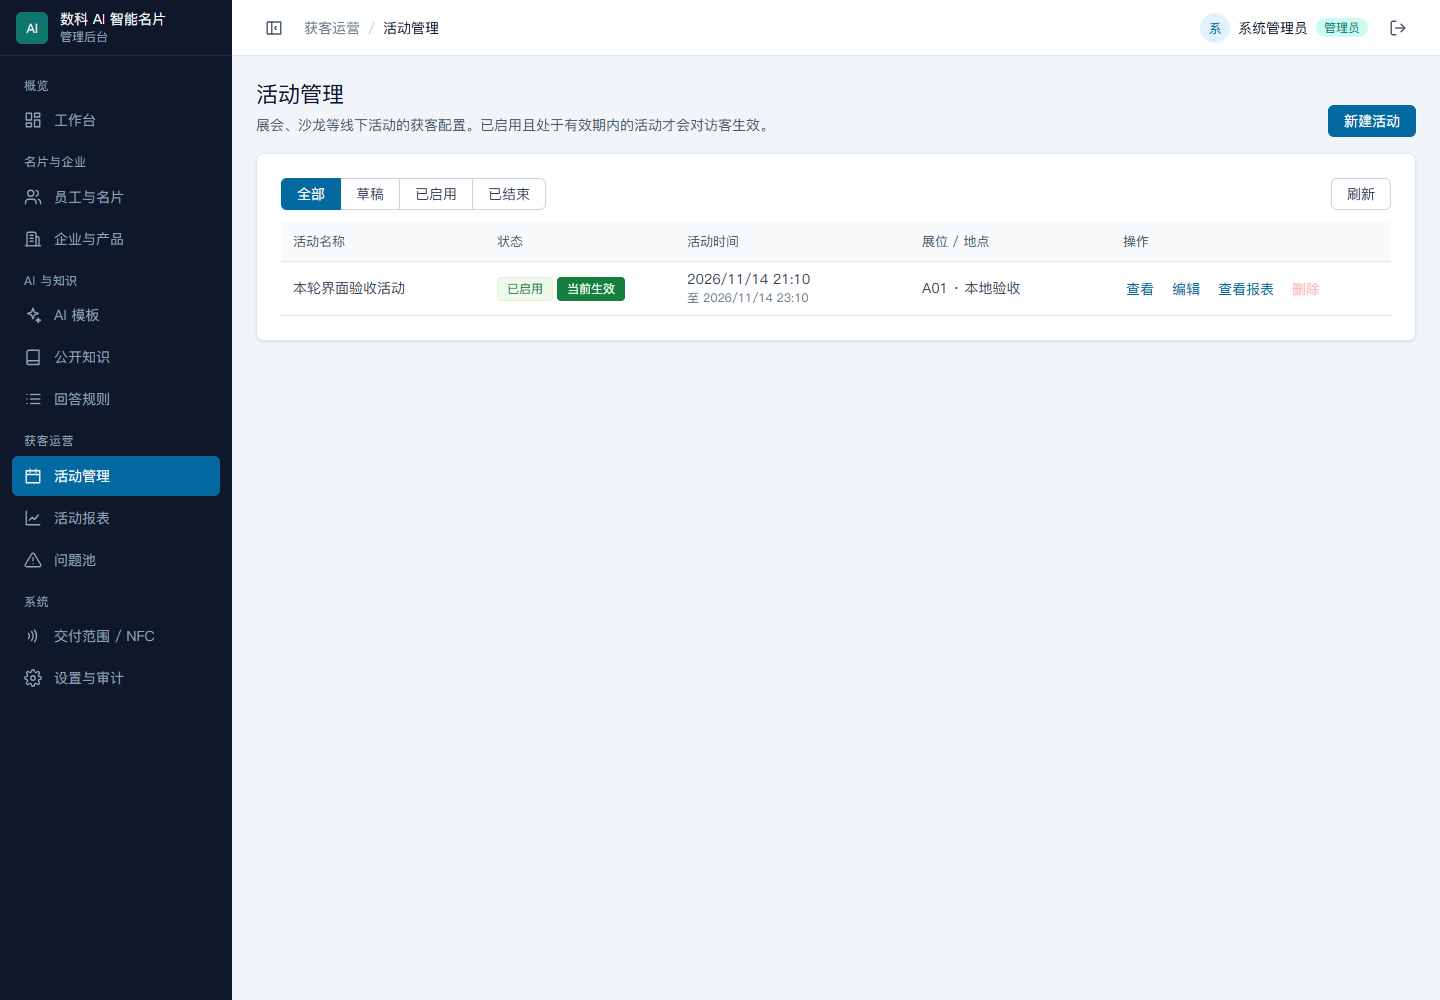 AI
数科 AI 智能名片
管理后台
概览
工作台
名片与企业
员工与名片
企业与产品
AI 与知识
AI 模板
公开知识
回答规则
获客运营
活动管理
活动报表
问题池
系统
交付范围 / NFC
设置与审计
获客运营 / 活动管理
系 系统管理员 管理员
活动管理
展会、沙龙等线下活动的获客配置。已启用且处于有效期内的活动才会对访客生效。
新建活动
全部 草稿 已启用 已结束 刷新
活动名称 状态 活动时间 展位 / 地点 操作
本轮界面验收活动 已启用 当前生效 2026/11/14 21:10 A01 · 本地验收 查看 编辑 查看报表 删除
至 2026/11/14 23:10